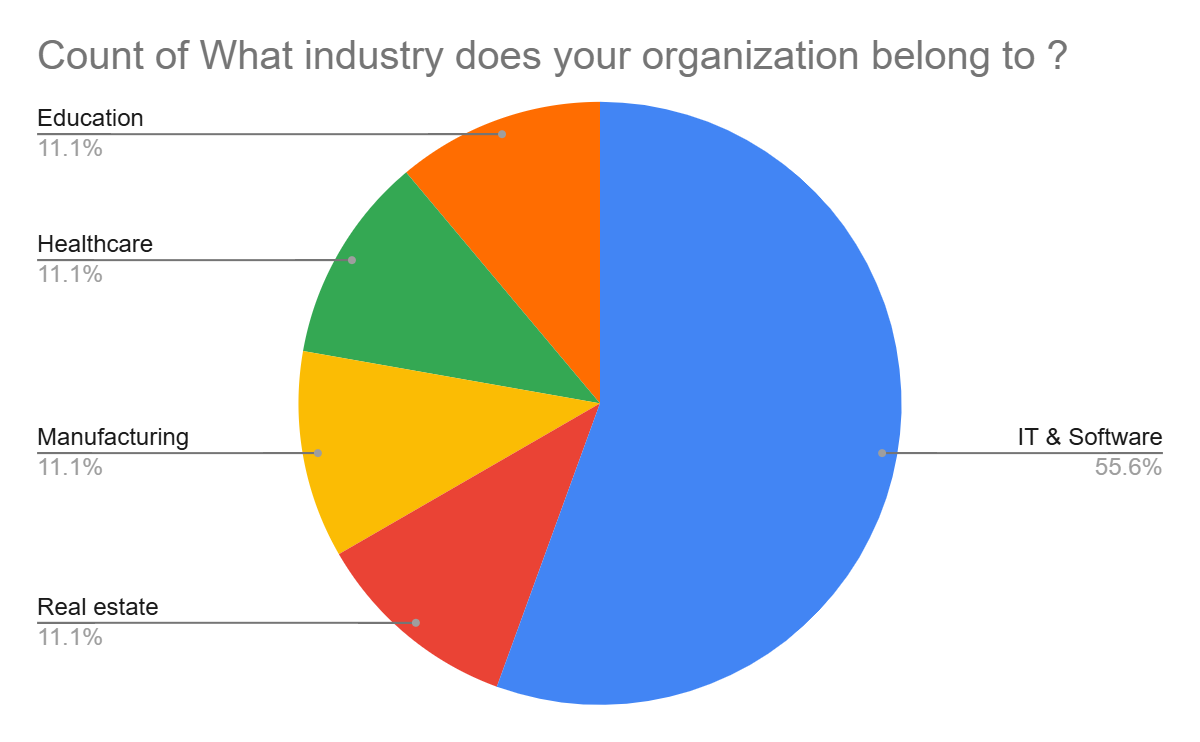 Count of What industry does your organization belong to ?
Education
11.1%
Healthcare
11.1%
Manufacturing
11.1%
IT & Software
55.6%
Real estate
11.1%